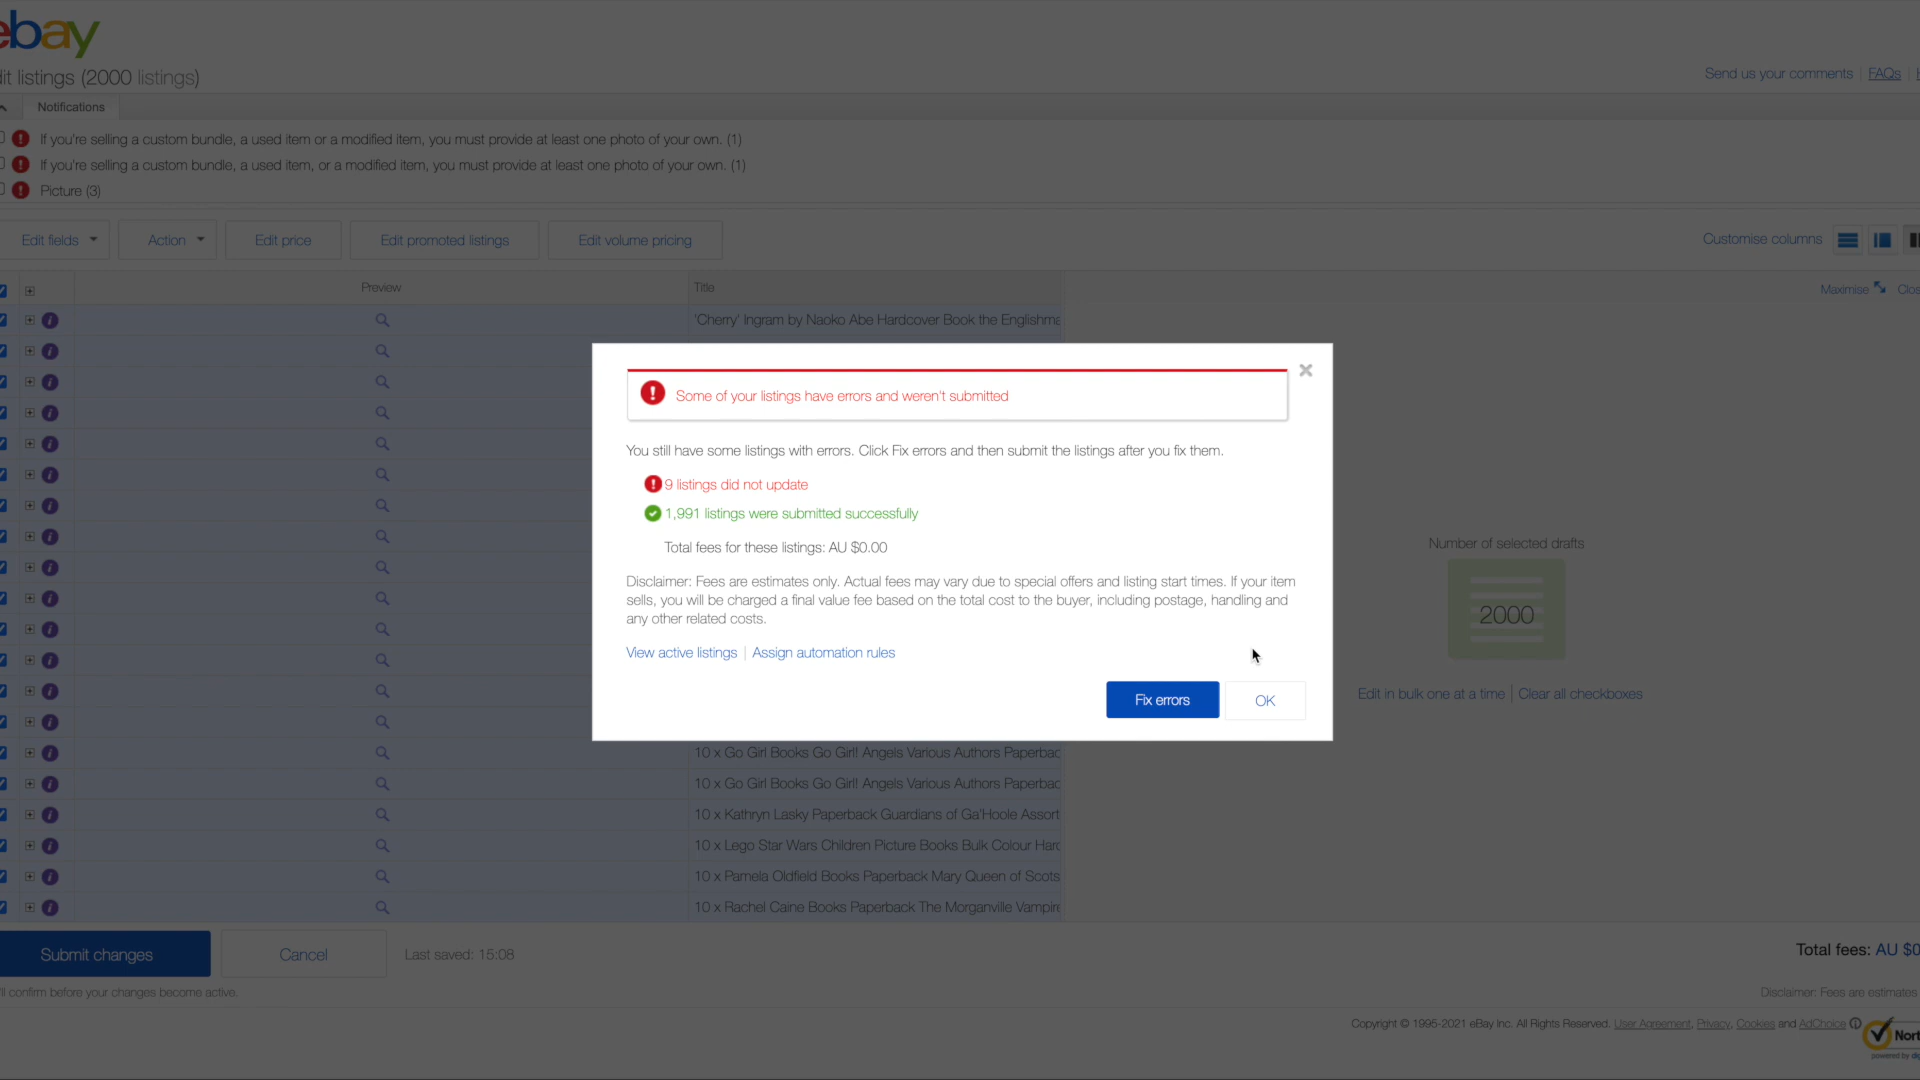 ebay
it listings (2000 listings)
Send us your comments | FAQs |
Notifications
If you're selling a custom bundle, a used item or a modified item, you must provide at least one photo of your own. (1)
If you're selling a custom bundle, a used item, or a modified item, you must provide at least one photo of your own. (1)
Picture (3)
Edit fields Action Edit price Edit promoted listings Edit volume pricing Customise columns
Preview Title
Maximise Clos
'Cherry' Ingram by Naoko Abe Hardcover Book the Englishma
Some of your listings have errors and weren't submitted
You still have some listings with errors. Click Fix errors and then submit the listings after you fix them.
9 listings did not update
1,991 listings were submitted successfully
Total fees for these listings: AU $0.00
Disclaimer: Fees are estimates only. Actual fees may vary due to special offers and listing start times. If your item
sells, you will be charged a final value fee based on the total cost to the buyer, including postage, handling and
any other related costs.
View active listings | Assign automation rules
Fix errors OK
Number of selected drafts
2000
Edit in bulk one at a time | Clear all checkboxes
10 x Go Girl Books Go Girl! Angels Various Authors Paperbac
10 x Go Girl Books Go Girl! Angels Various Authors Paperbac
10 x Kathryn Lasky Paperback Guardians of Ga'Hoole Assort
10 x Lego Star Wars Children Picture Books Bulk Colour Hard
10 x Pamela Oldfield Books Paperback Mary Queen of Scots
10 x Rachel Caine Books Paperback The Morganville Vampire
Submit changes Cancel Last saved: 15:08
Total fees: AU $0
'll confirm before your changes become active.
Disclaimer: Fees are estimates
Copyright © 1995-2021 eBay Inc. All Rights Reserved. User Agreement, Privacy, Cookies and AdChoice
Nort
powered by di